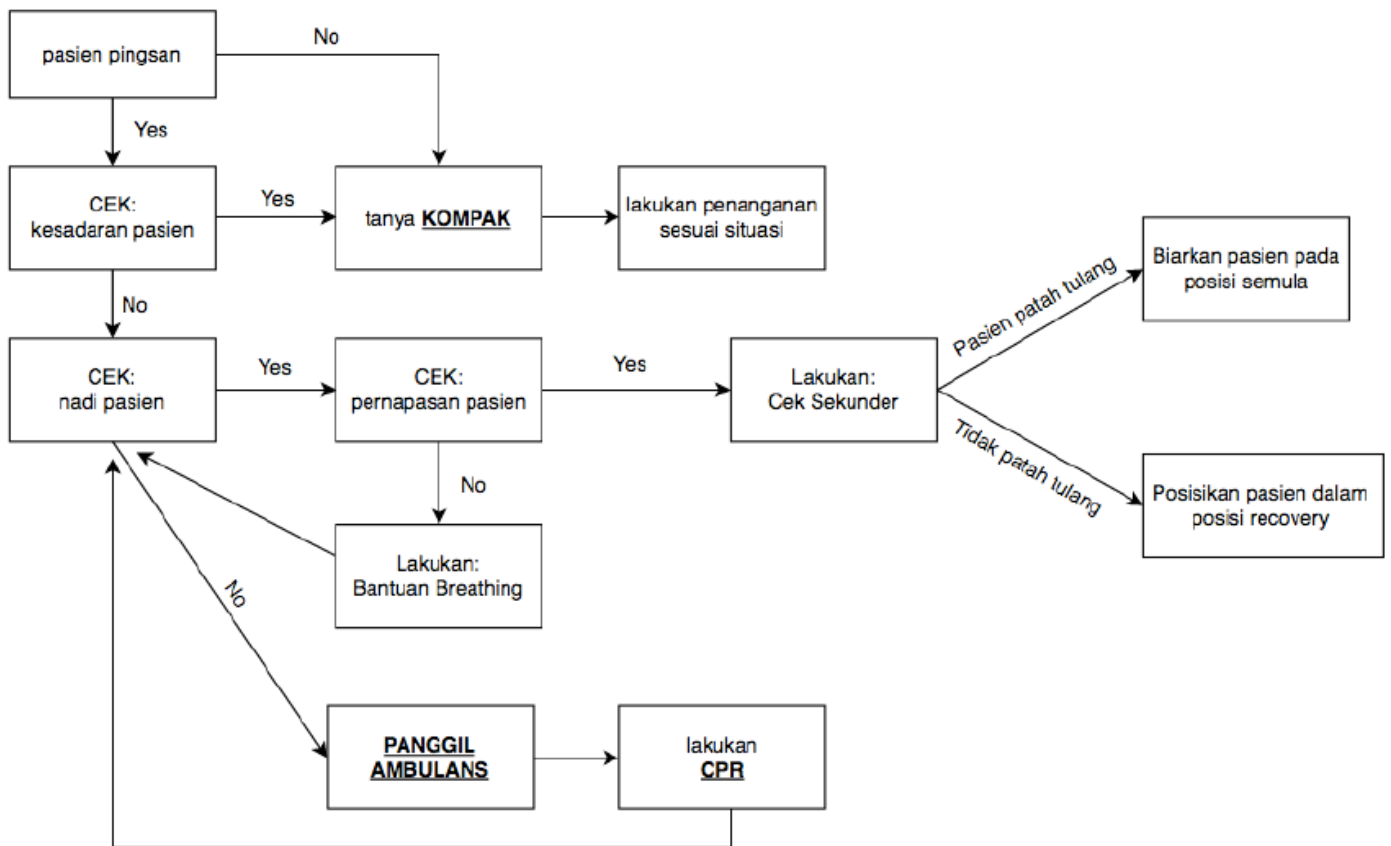 pasien pingsan
No
Yes
CEK:
kesadaran pasien
Yes
tanya KOMPAK
lakukan penanganan
sesuai situasi
No
CEK:
nadi pasien
Yes
CEK:
pernapasan pasien
Yes
Lakukan:
Cek Sekunder
Pasien patah tulang
Biarkan pasien pada
posisi semula
Tidak patah tulang
Posisikan pasien dalam
posisi recovery
No
Lakukan:
Bantuan Breathing
No
PANGGIL
AMBULANS
lakukan
CPR